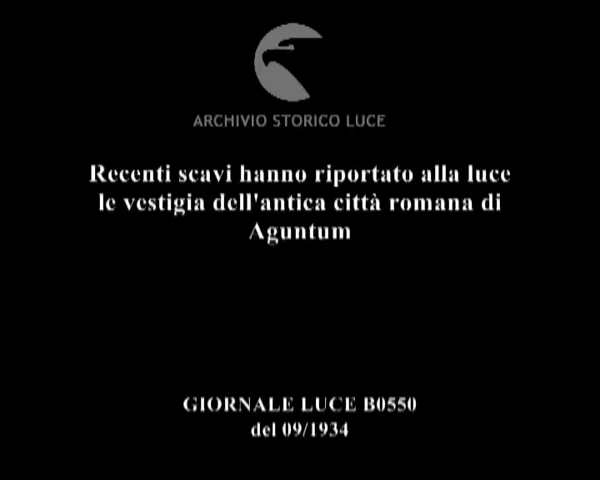 ARCHIVIO STORICO LUCE
Recenti scavi hanno riportato alla luce
le vestigia dell'antica città romana di
Aguntum
GIORNALE LUCE B0550
del 09/1934